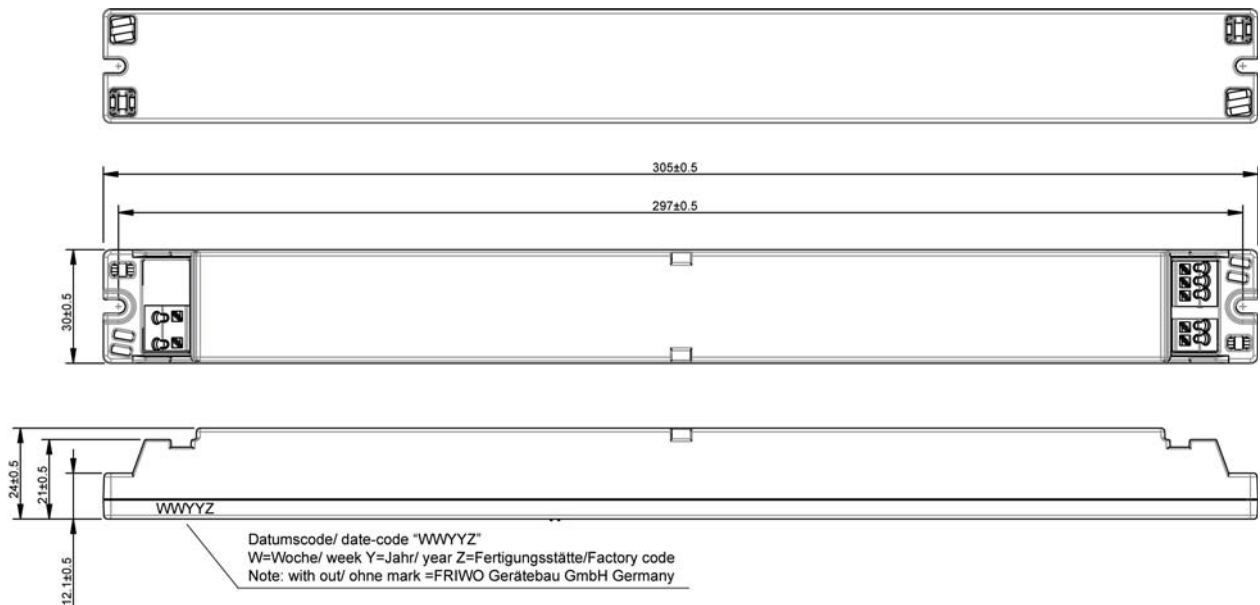 305±0.5
297±0.5
30±0.5
24±0.5
21±0.5
12.1±0.5
WWYYZ
Datumscode/ date-code “WWYYZ”
W=Woche/ week Y=Jahr/ year Z=Fertigungsstätte/Factory code
Note: with out/ ohne mark =FRIWO Gerätebau GmbH Germany